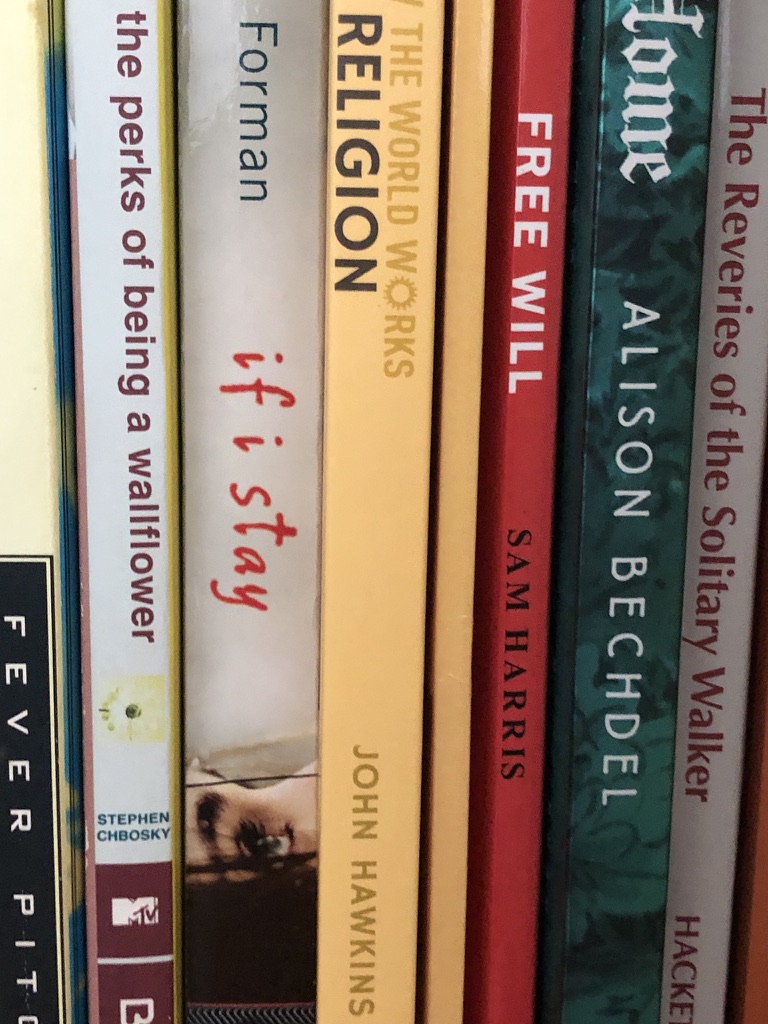 FEVER PIT
the perks of being a wallflower
STEPHEN
CHBOSKY
MTV
B
Forman
if i stay
THE WORLD WORKS
RELIGION
JOHN HAWKINS
FREE WILL
SAM HARRIS
Home
ALISON BECHDEL
The Reveries of the Solitary Walker
HACKE